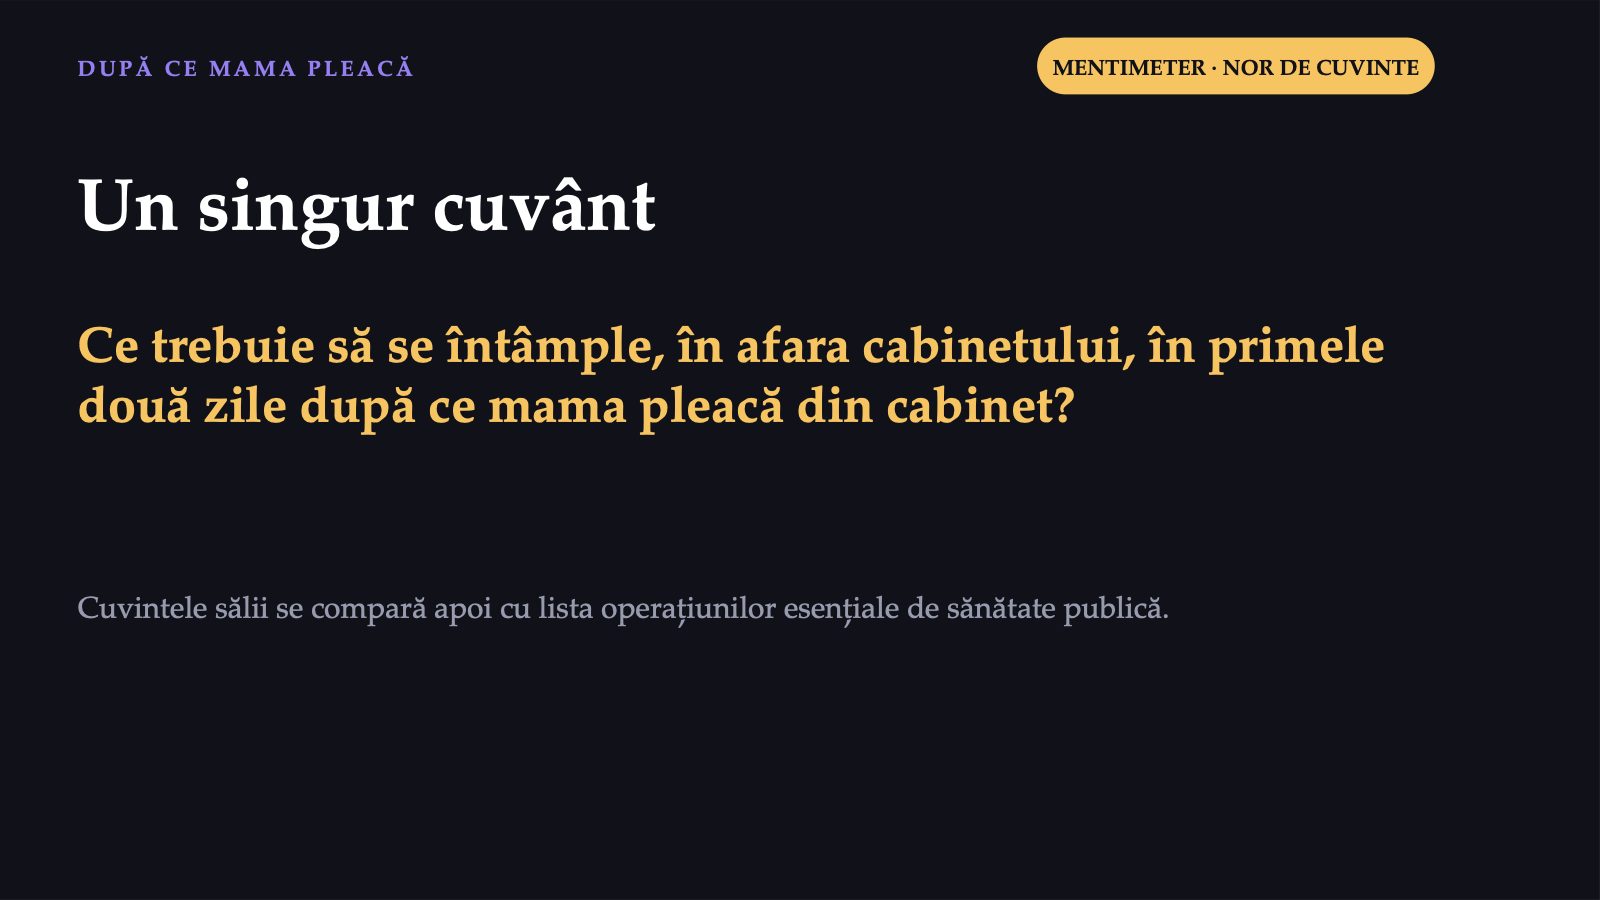 DUPĂ CE MAMA PLEACĂ
MENTIMETER · NOR DE CUVINTE
Un singur cuvânt
Ce trebuie să se întâmple, în afara cabinetului, în primele
două zile după ce mama pleacă din cabinet?
Cuvintele sălii se compară apoi cu lista operațiunilor esențiale de sănătate publică.